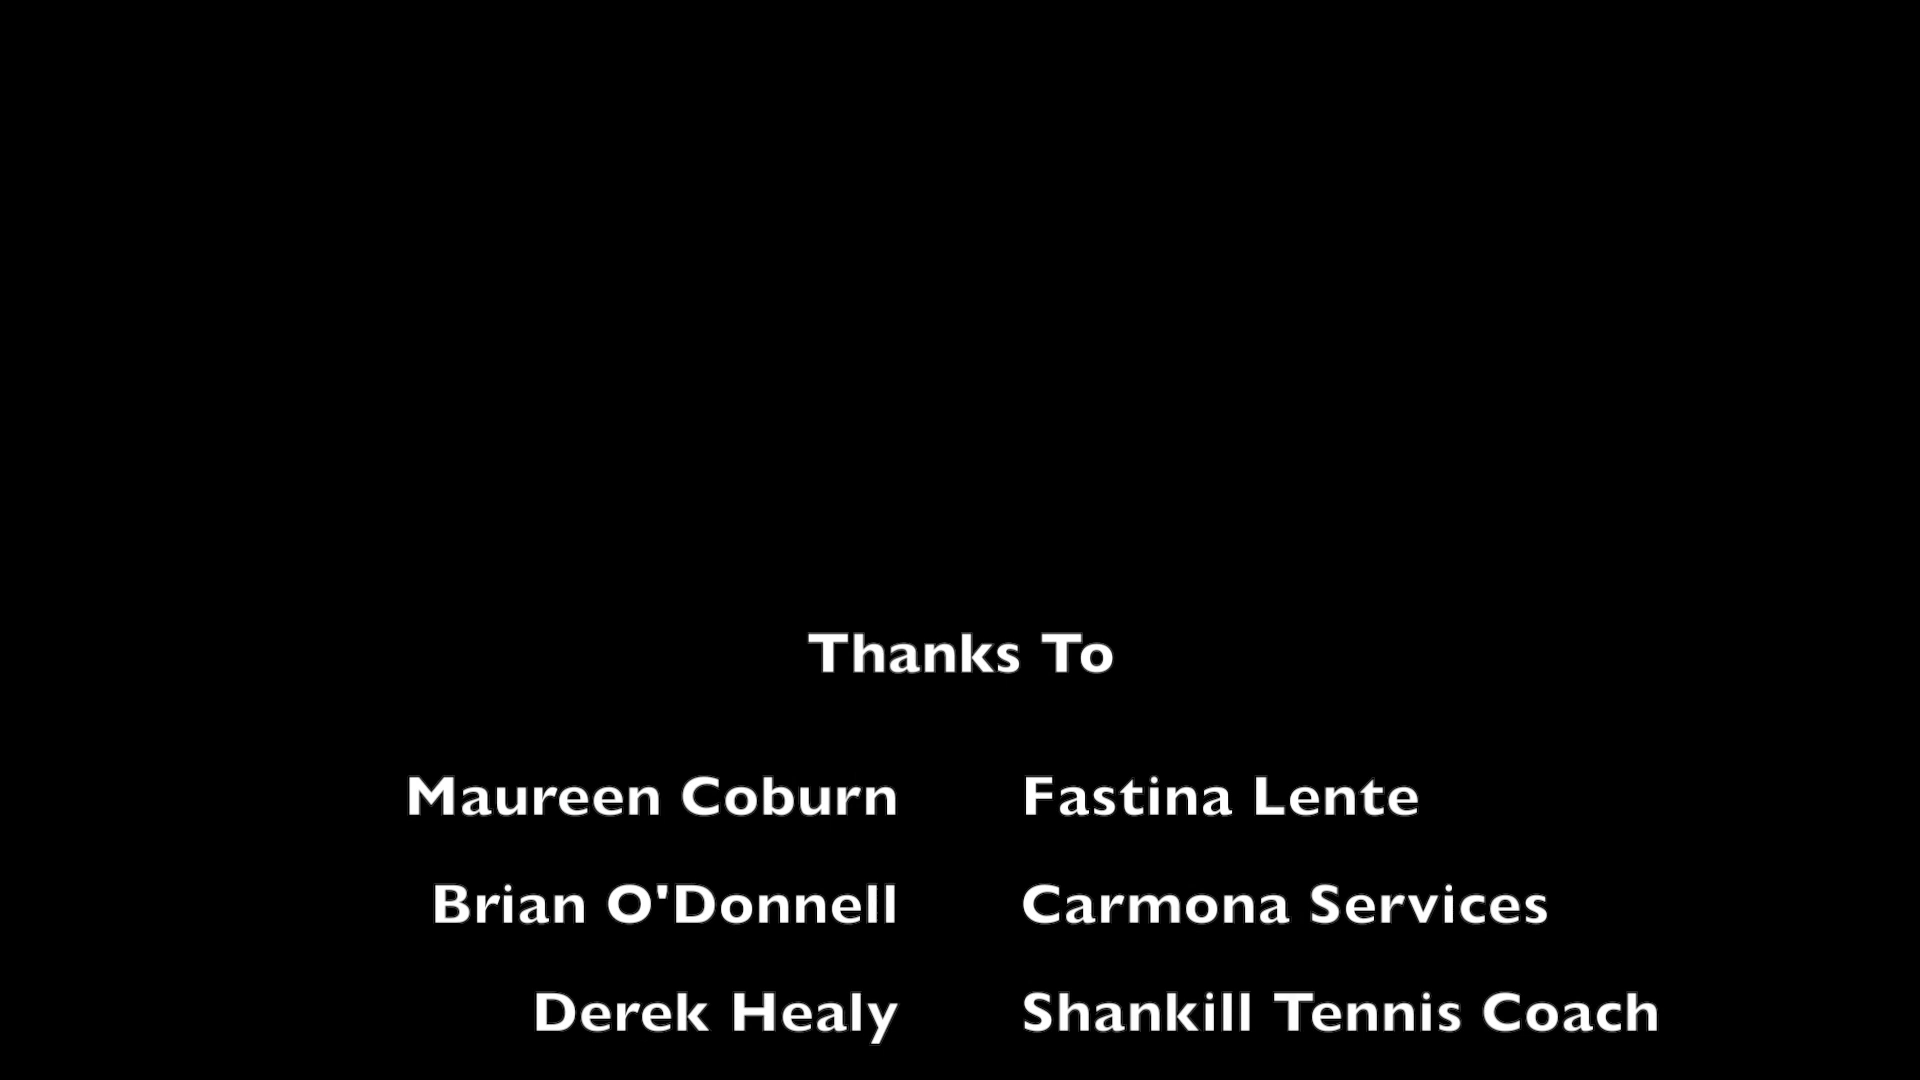 Thanks To
Maureen Coburn Fastina Lente
Brian O'Donnell Carmona Services
Derek Healy Shankill Tennis Coach